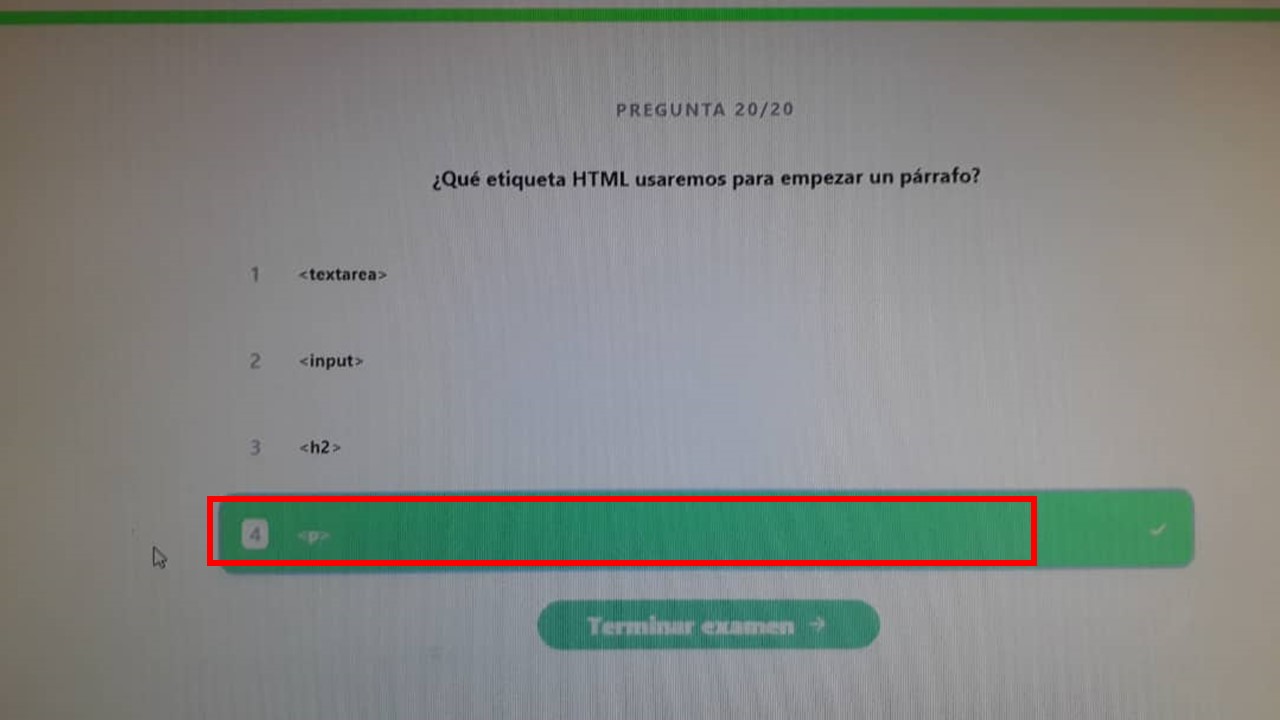 PREGUNTA 20/20
¿Qué etiqueta HTML usaremos para empezar un párrafo?
1 <textarea>
2 <input>
3 <h2>
4 <p>
Terminar examen →